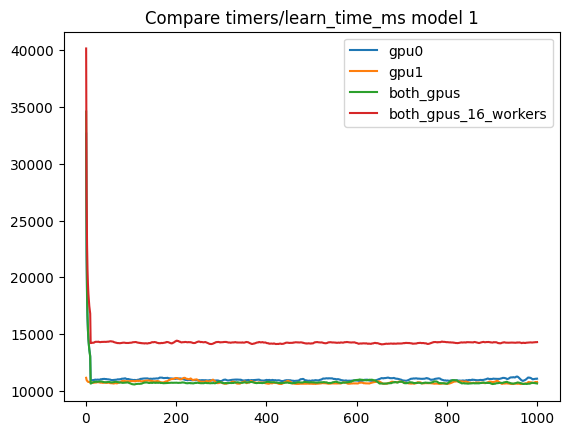 Compare timers/learn_time_ms model 1
gpu0
gpu1
both_gpus
both_gpus_16_workers
40000
35000
30000
25000
20000
15000
10000
0 200 400 600 800 1000